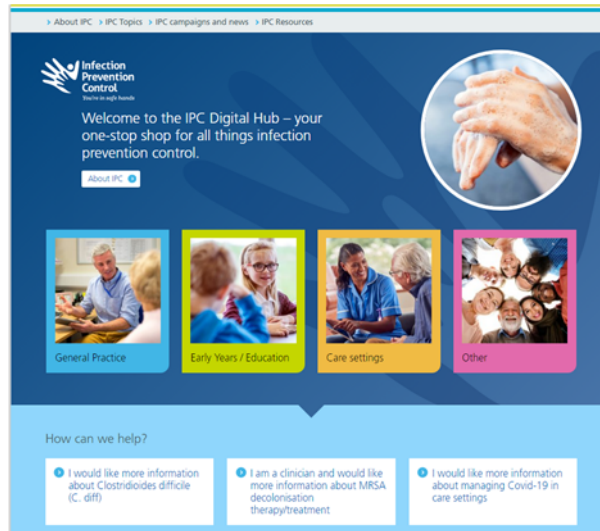 About IPC IPC Topics IPC campaigns and news IPC Resources
Infection
Prevention
Control
You're in safe hands
Welcome to the IPC Digital Hub – your
one-stop shop for all things infection
prevention control.
About IPC
General Practice
Early Years / Education
Care settings
Other
How can we help?
I would like more information
about Clostridioides difficile
(C. diff)
I am a clinician and would like
more information about MRSA
decolonisation
therapy/treatment
I would like more information
about managing Covid-19 in
care settings